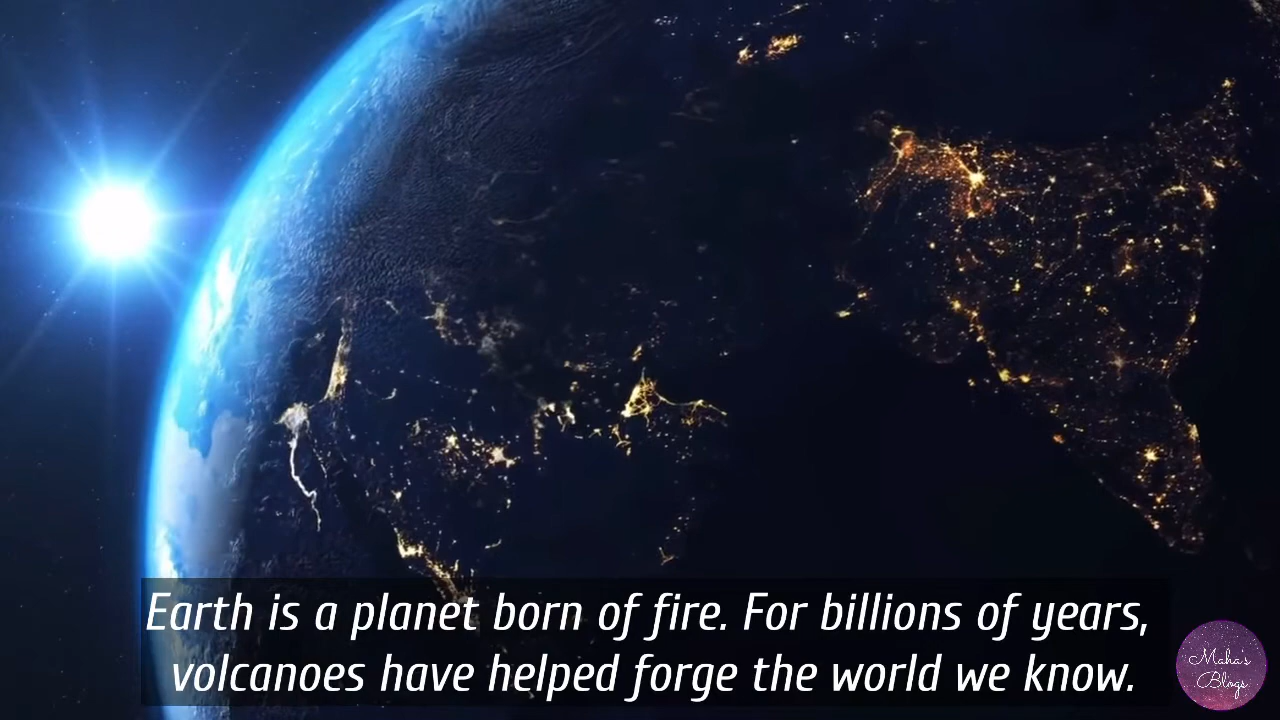 Earth is a planet born of fire. For billions of years,
volcanoes have helped forge the world we know.
Maha's
Blogs